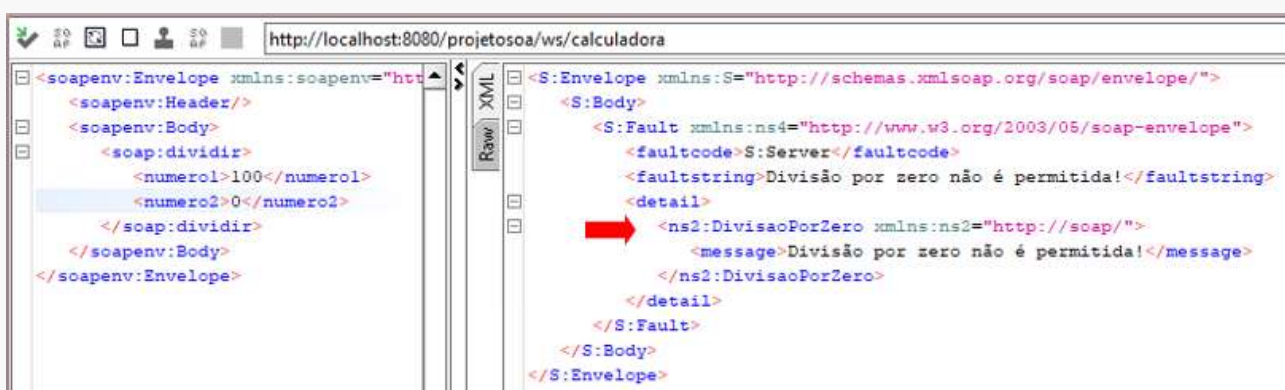 http://localhost:8080/projetosoa/ws/calculadora
<soapenv:Envelope xmlns:soapenv="htt
<soapenv:Header/>
<soapenv:Body>
<soap:dividir>
<numero1>100</numero1>
<numero2>0</numero2>
</soap:dividir>
</soapenv:Body>
</soapenv:Envelope>
XML
Raw
<S:Envelope xmlns:S="http://schemas.xmlsoap.org/soap/envelope/">
<S:Body>
<S:Fault xmlns:ns4="http://www.w3.org/2003/05/soap-envelope">
<faultcode>S:Server</faultcode>
<faultstring>Divisão por zero não é permitida!</faultstring>
<detail>
<ns2:DivisaoPorZero xmlns:ns2="http://soap/">
<message>Divisão por zero não é permitida!</message>
</ns2:DivisaoPorZero>
</detail>
</S:Fault>
</S:Body>
</S:Envelope>